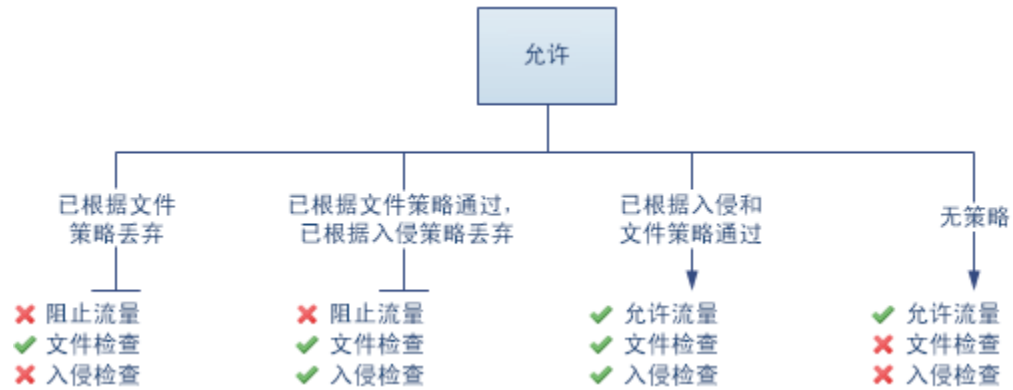 允许
已根据文件
策略丢弃
已根据文件策略通过，
已根据入侵策略丢弃
已根据入侵和
文件策略通过
无策略
阻止流量
文件检查
入侵检查
阻止流量
文件检查
入侵检查
允许流量
文件检查
入侵检查
允许流量
文件检查
入侵检查